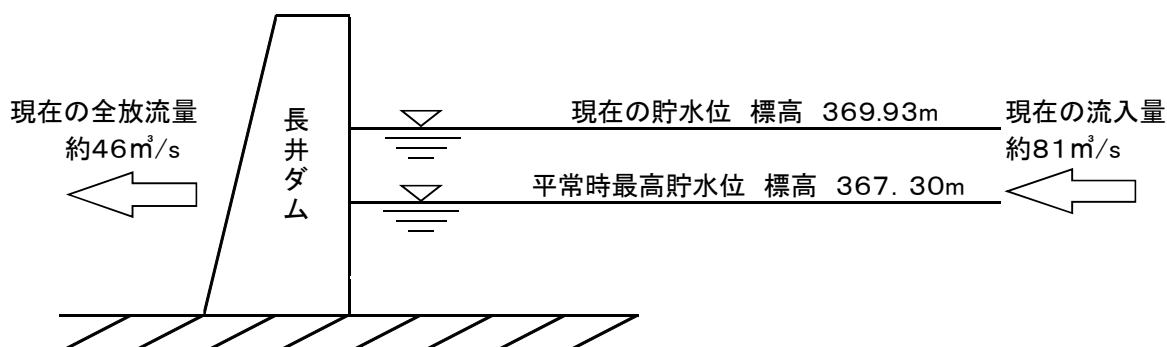 現在の全放流量
約46㎥/s
長井ダム
現在の貯水位 標高 369.93m
平常時最高貯水位 標高 367.30m
現在の流入量
約81㎥/s